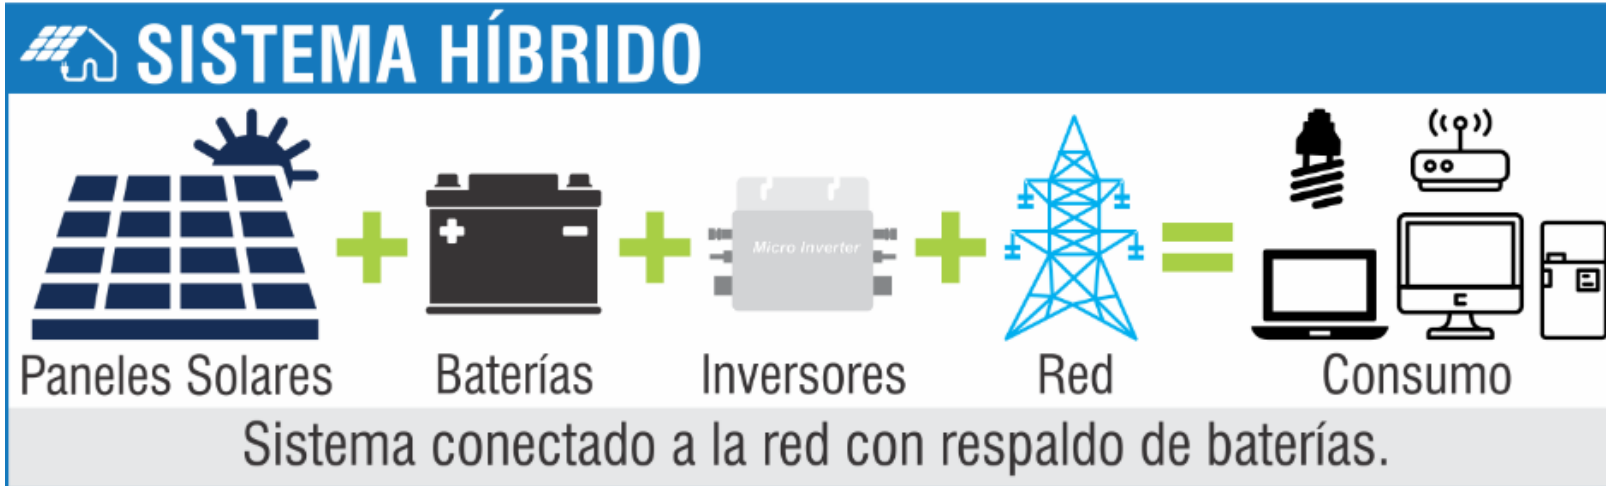 SISTEMA HÍBRIDO
Micro Inverter
Paneles Solares Baterías Inversores Red Consumo
Sistema conectado a la red con respaldo de baterías.